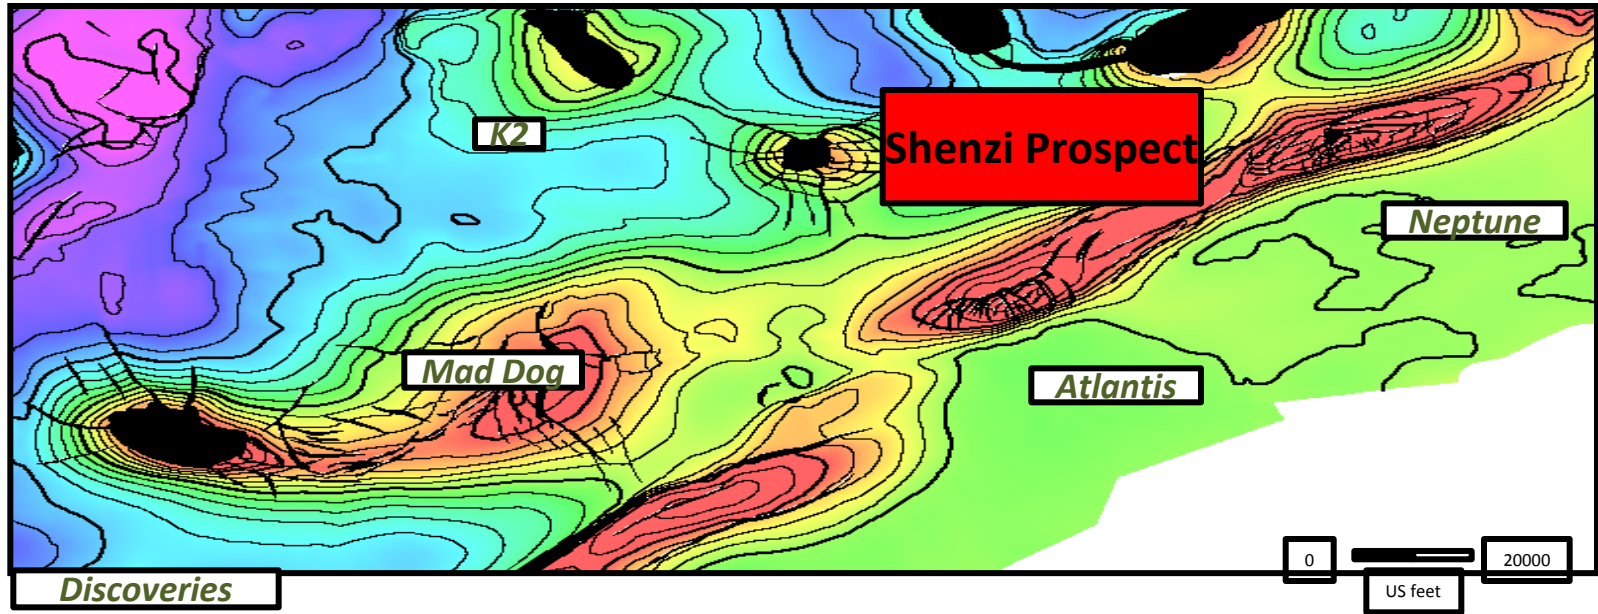 K2
Shenzi Prospect
Neptune
Mad Dog
Atlantis
0
20000
US feet
Discoveries